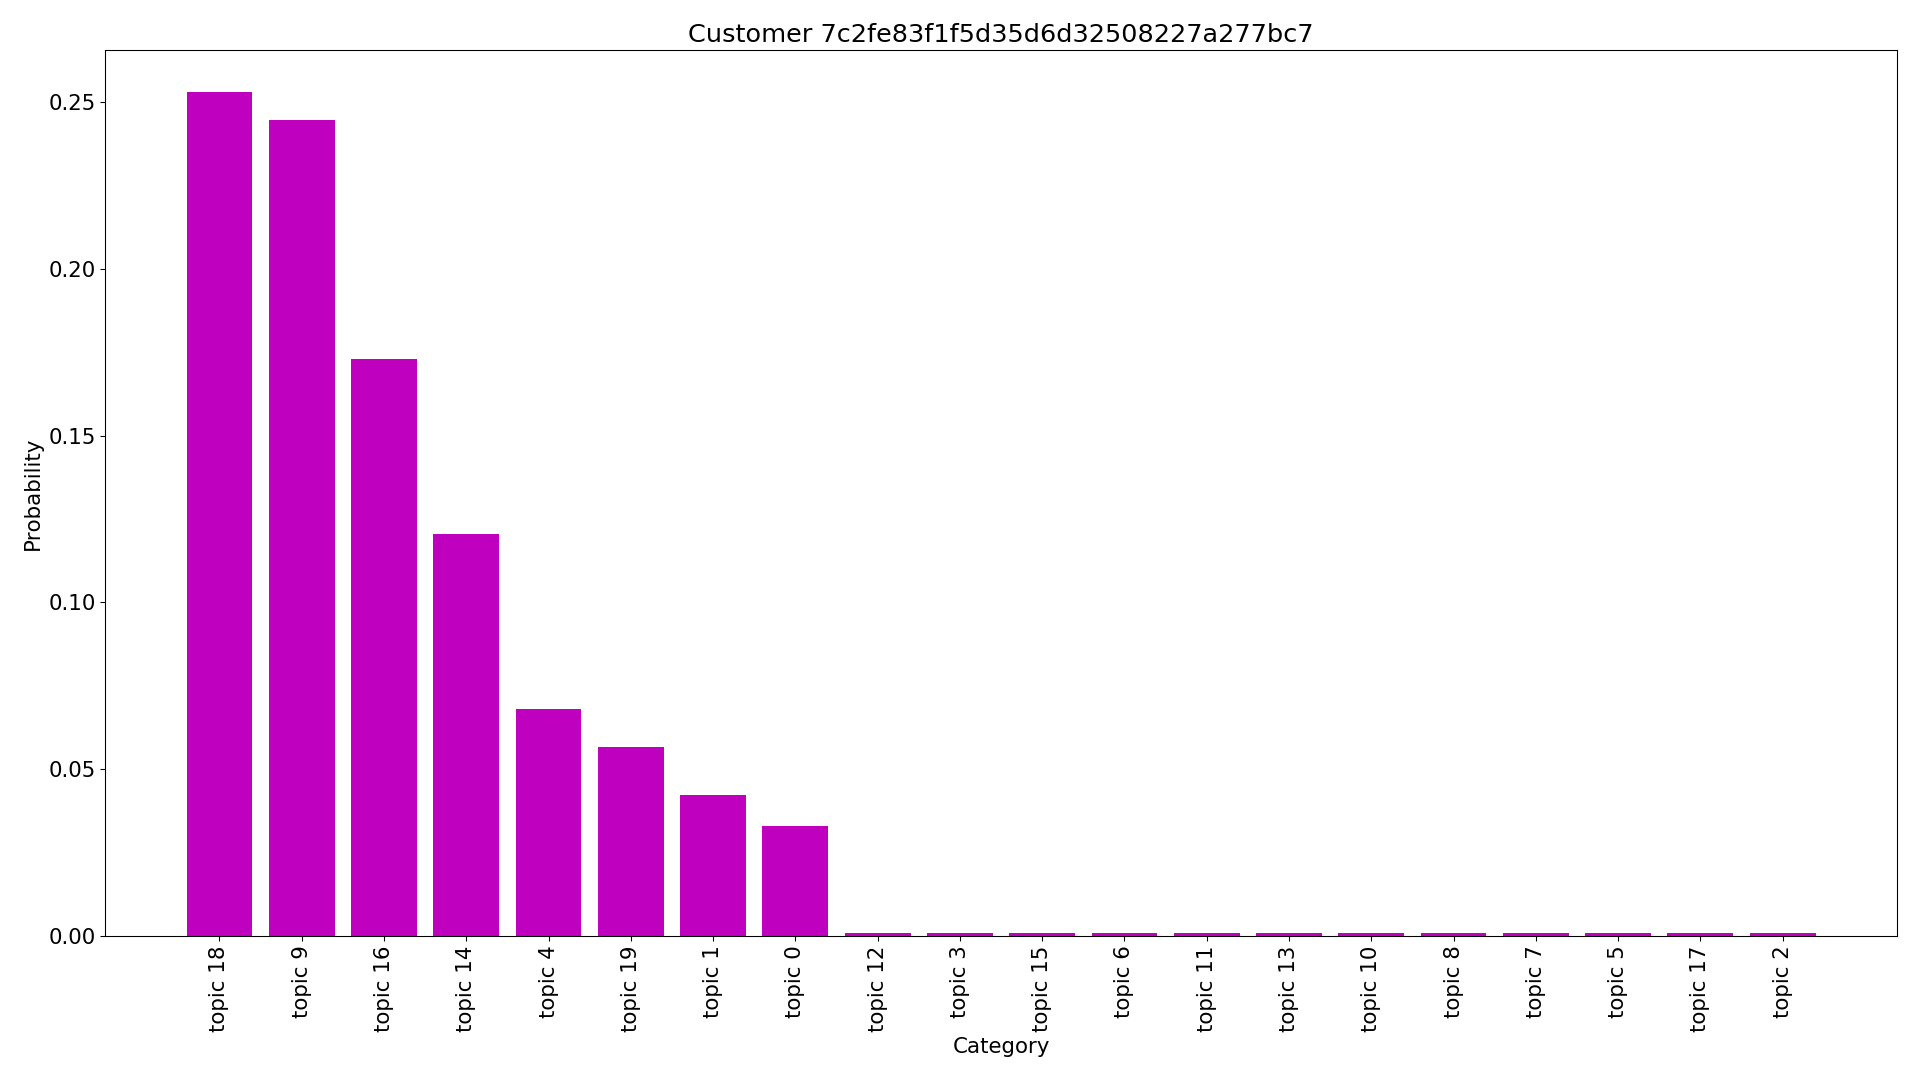 Customer 7c2fe83f1f5d35d6d32508227a277bc7
0.25
0.20
0.15
0.10
0.05
0.00
Probability
topic 18
topic 9
topic 16
topic 14
topic 4
topic 19
topic 1
topic 0
topic 12
topic 3
topic 15
topic 6
topic 11
topic 13
topic 10
topic 8
topic 7
topic 5
topic 17
topic 2
Category